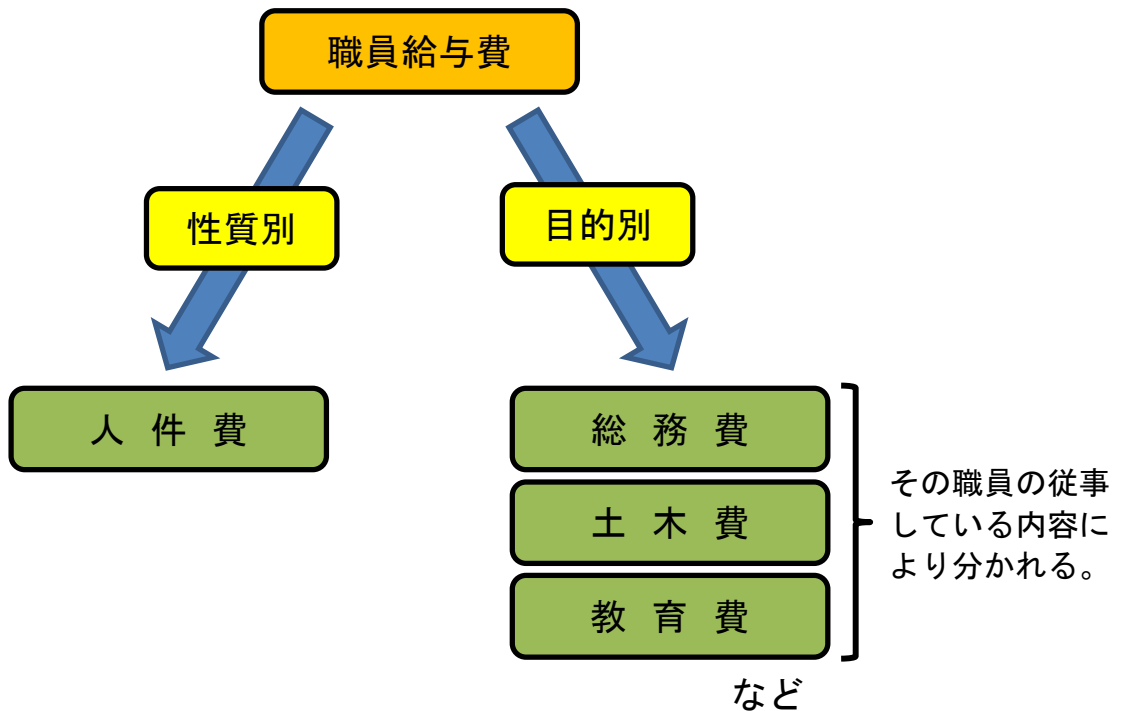 職員給与費
性質別
目的別
人件費
総務費
土木費
教育費
など
その職員の従事
している内容に
より分かれる。